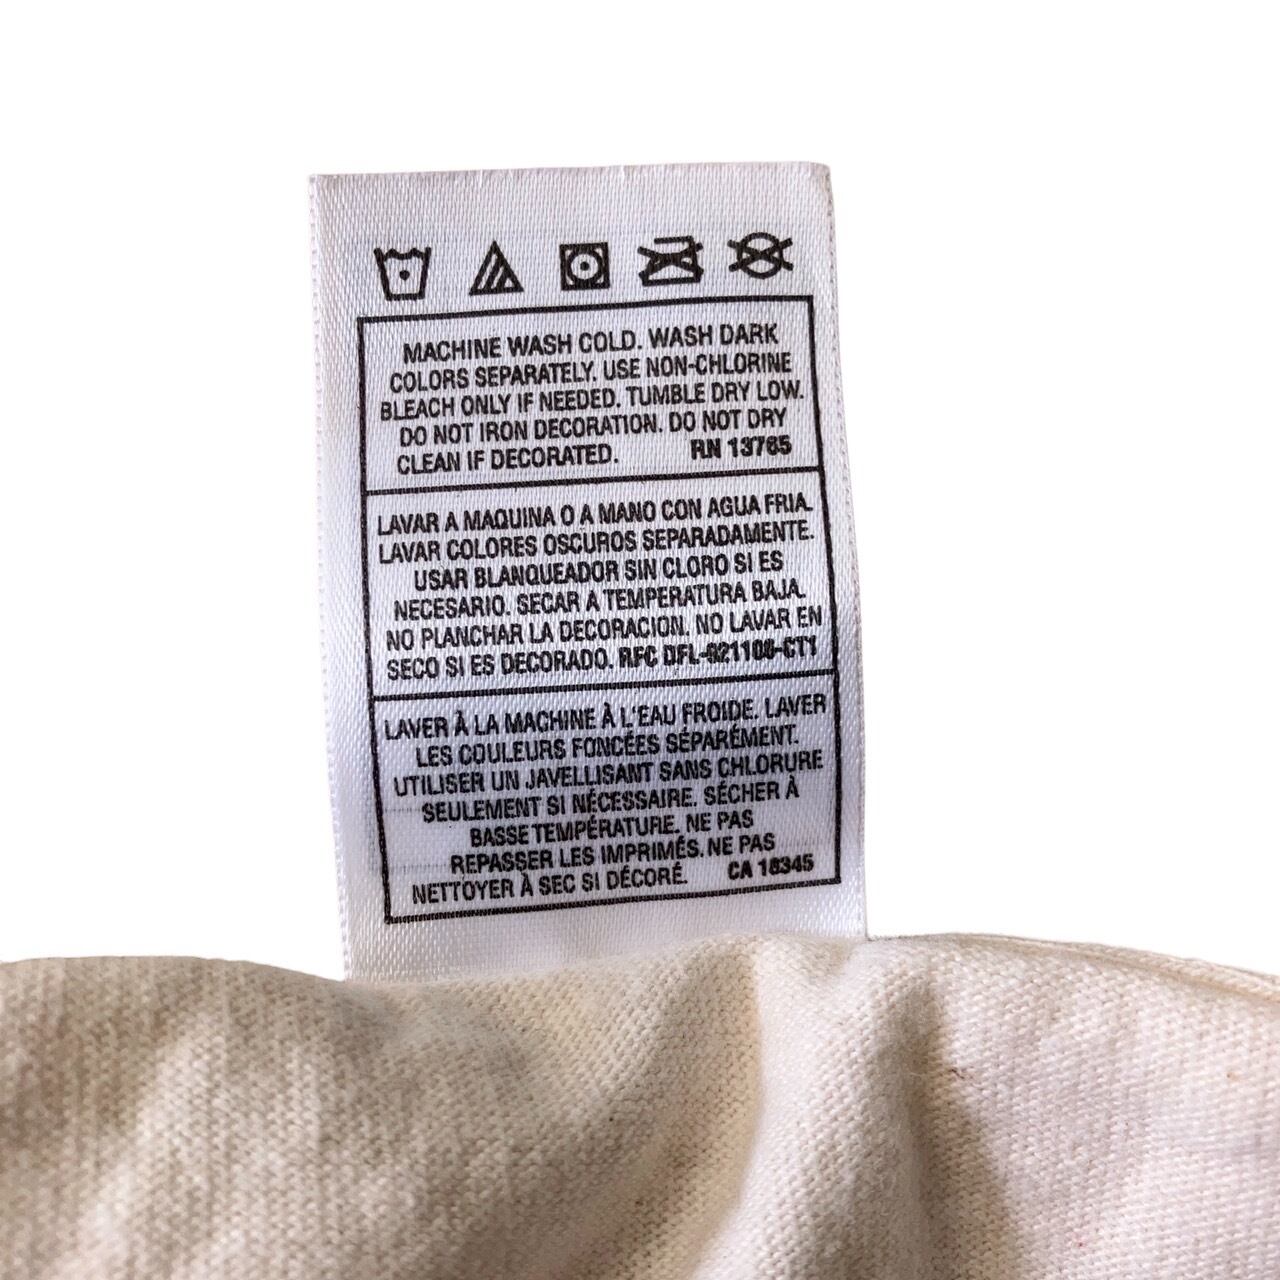 MACHINE WASH COLD. WASH DARK
COLORS SEPARATELY. USE NON-CHLORINE
BLEACH ONLY IF NEEDED. TUMBLE DRY LOW.
DO NOT IRON DECORATION. DO NOT DRY
CLEAN IF DECORATED. RN 13765
LAVAR A MAQUINA O A MANO CON AGUA FRIA.
LAVAR COLORES OSCUROS SEPARADAMENTE.
USAR BLANQUEADOR SIN CLORO SI ES
NECESARIO. SECAR A TEMPERATURA BAJA.
NO PLANCHAR LA DECORACION. NO LAVAR EN
SECO SI ES DECORADO. RFC
LAVER À LA MACHINE À L'EAU FROIDE. LAVER
LES COULEURS FONCÉES SÉPARÉMENT.
UTILISER UN JAVELLISANT SANS CHLORURE
SEULEMENT SI NÉCESSAIRE. SÉCHER À
BASSE TEMPÉRATURE. NE PAS
REPASSER LES IMPRIMÉS. NE PAS
NETTOYER À SEC SI DÉCORÉ. CA 16345